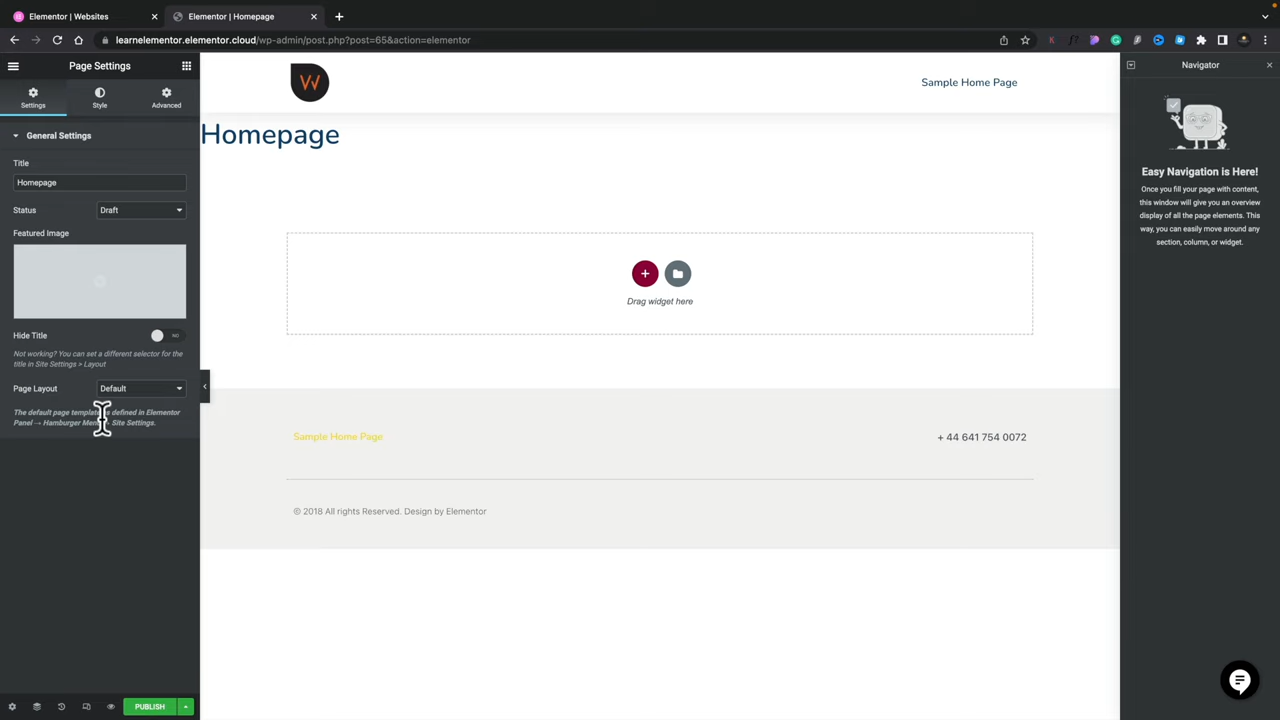 Elementor | Websites
Elementor | Homepage
learnelementor.elementor.cloud/wp-admin/post.php?post=65&action=elementor
Page Settings
Settings
Style
Advanced
General Settings
Title
Homepage
Status
Draft
Featured Image
Hide Title
NO
Not working? You can set a different selector for the
title in Site Settings > Layout
Page Layout
Default
The default page template is defined in Elementor
Panel → Hamburger Menu → Site Settings.
PUBLISH
W
Sample Home Page
Homepage
Drag widget here
Sample Home Page
+ 44 641 754 0072
© 2018 All rights Reserved. Design by Elementor
Navigator
Easy Navigation is Here!
Once you fill your page with content,
this window will give you an overview
display of all the page elements. This
way, you can easily move around any
section, column, or widget.